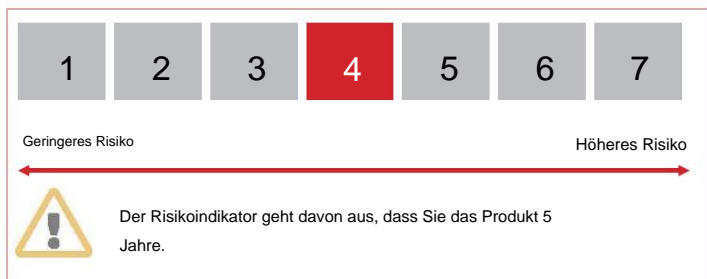 1 2 3 4 5 6 7
Geringeres Risiko Höheres Risiko
Der Risikoindikator geht davon aus, dass Sie das Produkt 5
Jahre.